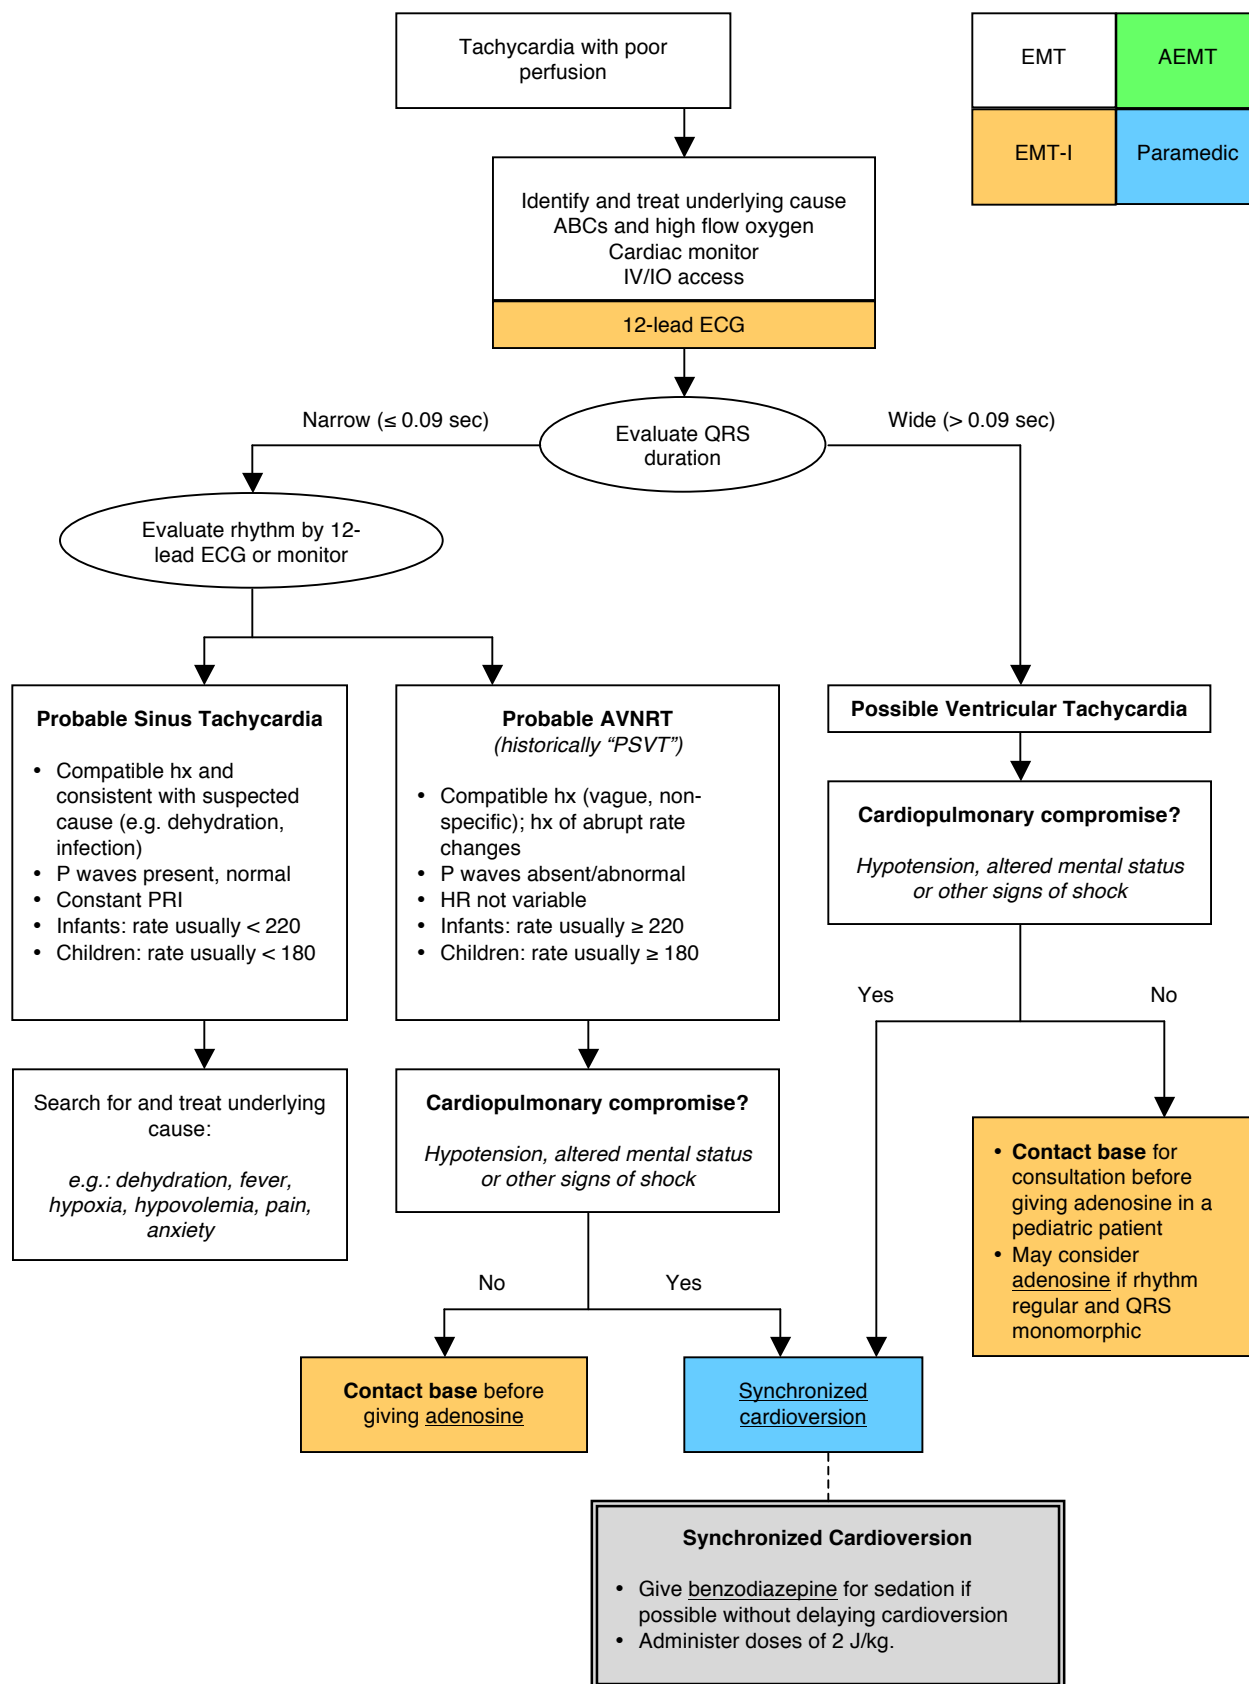 Tachycardia with poor
perfusion
EMT
AEMT
EMT-I
Paramedic
Identify and treat underlying cause
ABCs and high flow oxygen
Cardiac monitor
IV/IO access
12-lead ECG
Narrow (≤ 0.09 sec)
Evaluate QRS
duration
Wide (> 0.09 sec)
Evaluate rhythm by 12-
lead ECG or monitor
Probable Sinus Tachycardia
• Compatible hx and
consistent with suspected
cause (e.g. dehydration,
infection)
• P waves present, normal
• Constant PRI
• Infants: rate usually < 220
• Children: rate usually < 180
Probable AVNRT
(historically “PSVT”)
• Compatible hx (vague, non-
specific); hx of abrupt rate
changes
• P waves absent/abnormal
• HR not variable
• Infants: rate usually ≥ 220
• Children: rate usually ≥ 180
Possible Ventricular Tachycardia
Cardiopulmonary compromise?
Hypotension, altered mental status
or other signs of shock
Yes
No
Search for and treat underlying
cause:
e.g.: dehydration, fever,
hypoxia, hypovolemia, pain,
anxiety
Cardiopulmonary compromise?
Hypotension, altered mental status
or other signs of shock
No
Yes
• Contact base for
consultation before
giving adenosine in a
pediatric patient
• May consider
adenosine if rhythm
regular and QRS
monomorphic
Contact base before
giving adenosine
Synchronized
cardioversion
Synchronized Cardioversion
• Give benzodiazepine for sedation if
possible without delaying cardioversion
• Administer doses of 2 J/kg.